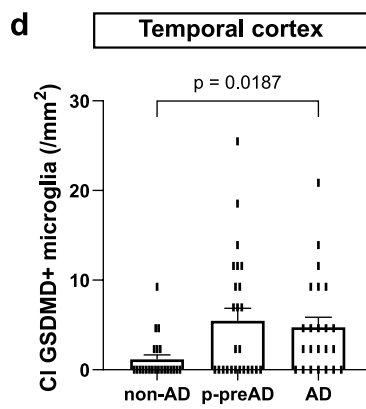 d
Temporal cortex
p = 0.0187
Cl GSDMD+ microglia (/mm²)
30
20
10
0
non-AD p-preAD AD